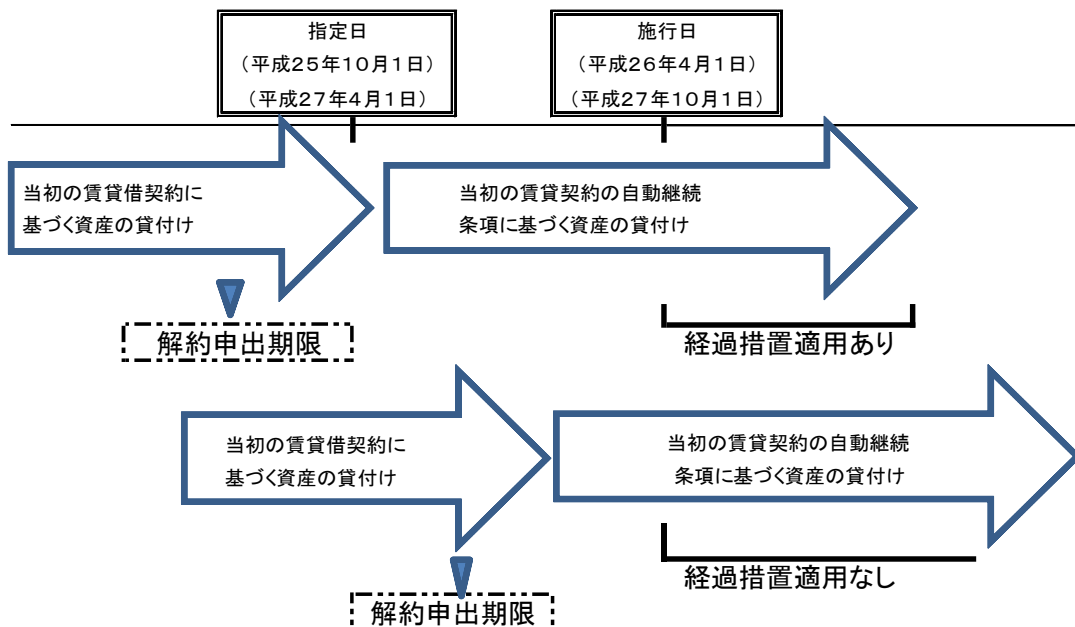 指定日
（平成２５年１０月１日）
（平成２７年４月１日）
施行日
（平成２６年４月１日）
（平成２７年１０月１日）
当初の賃貸借契約に
基づく資産の貸付け
当初の賃貸契約の自動継続
条項に基づく資産の貸付け
解約申出期限
経過措置適用あり
当初の賃貸借契約に
基づく資産の貸付け
当初の賃貸契約の自動継続
条項に基づく資産の貸付け
経過措置適用なし
解約申出期限